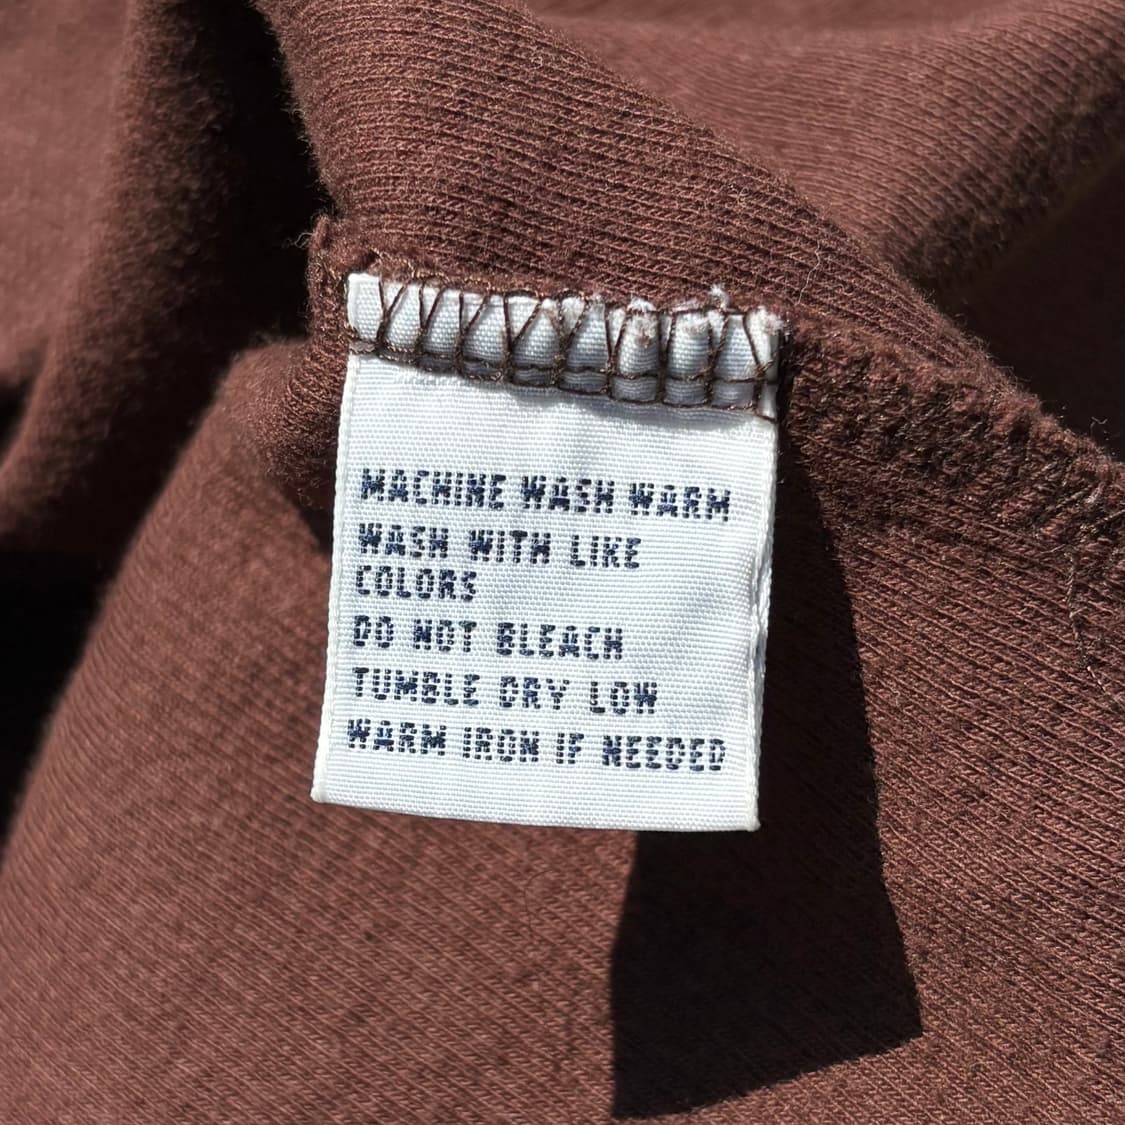 MACHINE WASH WARM
WASH WITH LIKE
COLORS
DO NOT BLEACH
TUMBLE DRY LOW
WARM IRON IF NEEDED